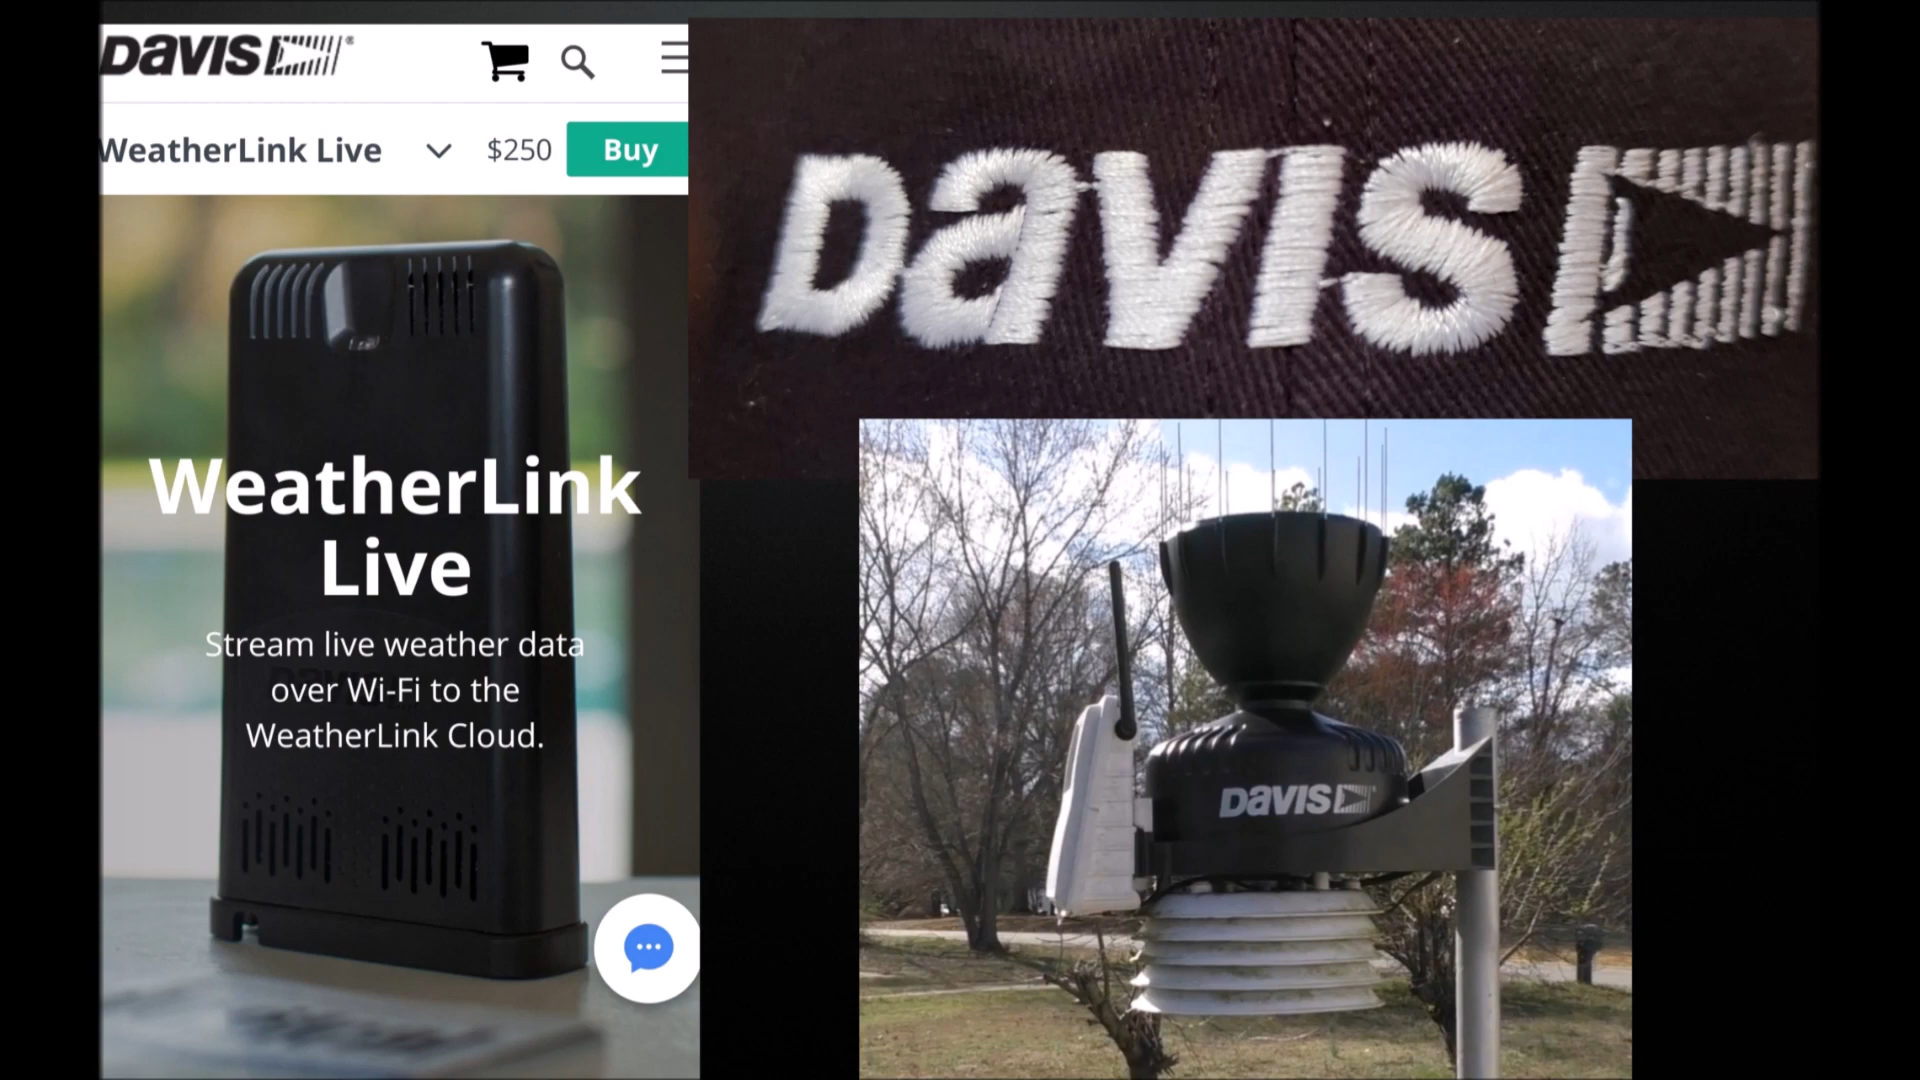 Davis
WeatherLink Live $250 Buy
WeatherLink
Live
Stream live weather data
over Wi-Fi to the
WeatherLink Cloud.
Davis
Davis